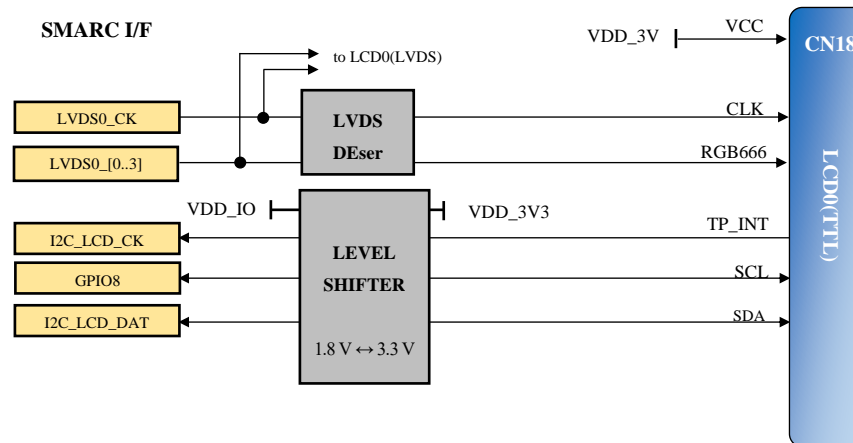 SMARC I/F
VDD_3V
VCC
CN18
to LCD0(LVDS)
LVDS0_CK
LVDS
DEser
CLK
LVDS0_[0..3]
RGB666
LCD0(TTL)
VDD_IO
VDD_3V3
I2C_LCD_CK
LEVEL
SHIFTER
TP_INT
GPIO8
SCL
I2C_LCD_DAT
SDA
1.8 V ↔ 3.3 V